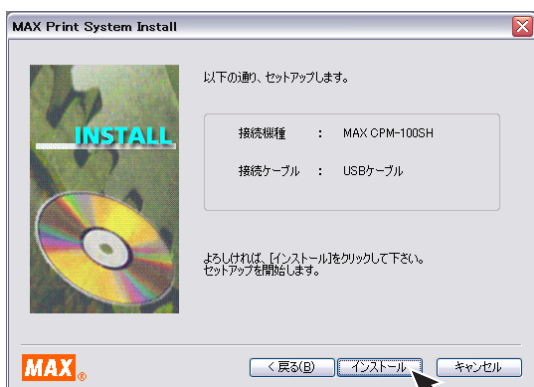 MAX Print System Install
INSTALL
以下の通り、セットアップします。
接続機種 : MAX CPM-100SH
接続ケーブル : USBケーブル
よろしければ、[インストール]をクリックして下さい。
セットアップを開始します。
MAX®
< 戻る(B) インストール キャンセル